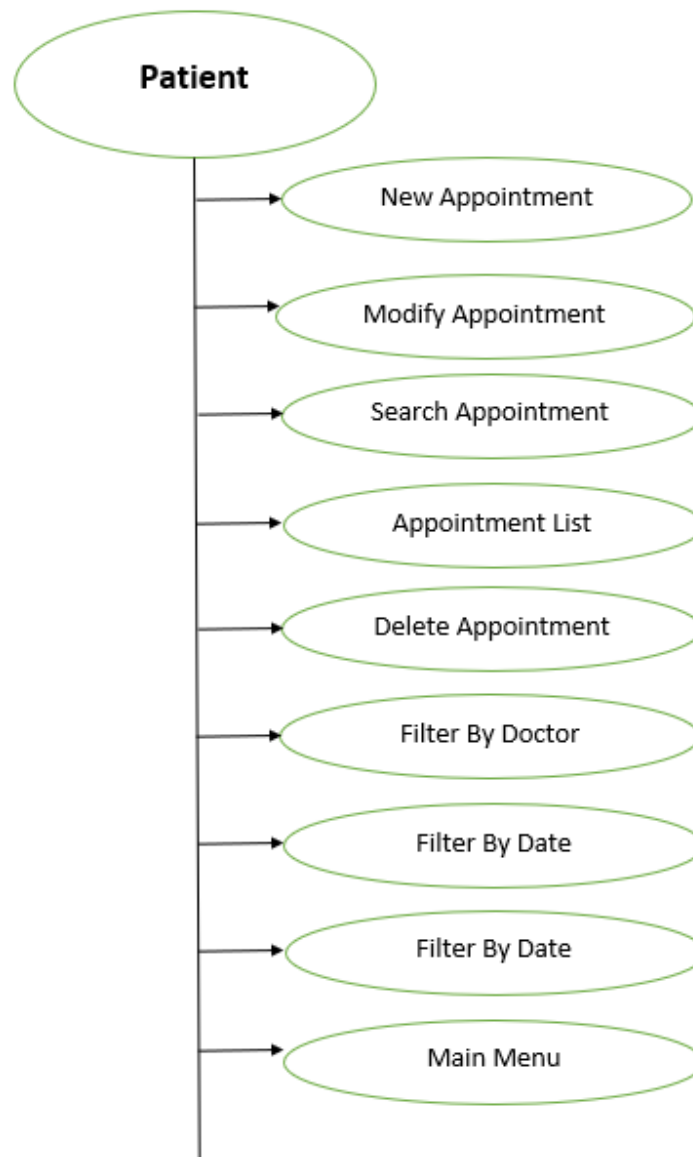 Patient
New Appointment
Modify Appointment
Search Appointment
Appointment List
Delete Appointment
Filter By Doctor
Filter By Date
Filter By Date
Main Menu